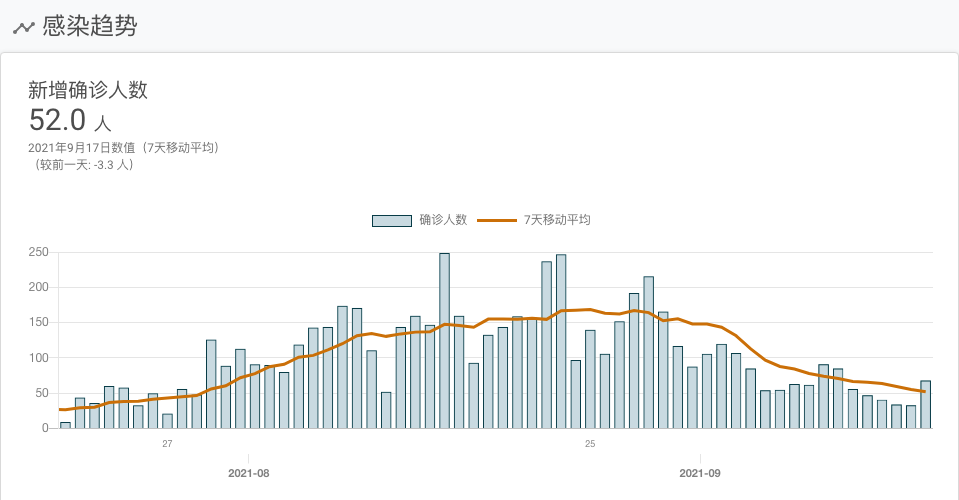 感染趋势
新增确诊人数
52.0 人
2021年9月17日数值（7天移动平均）
（较前一天: -3.3 人）
确诊人数 7天移动平均
250
200
150
100
50
0
27 25
2021-08 2021-09